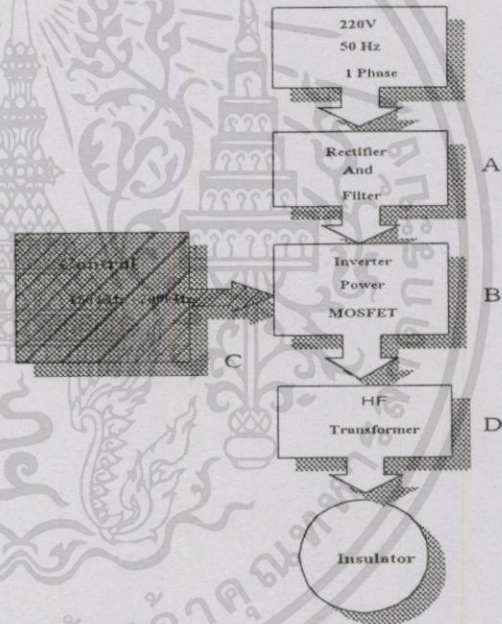 220V
50 Hz
1 Phase
Rectifier
And
Filter
A
Inverter
Power
MOSFET
B
Control
C
HF
Transformer
D
Insulator